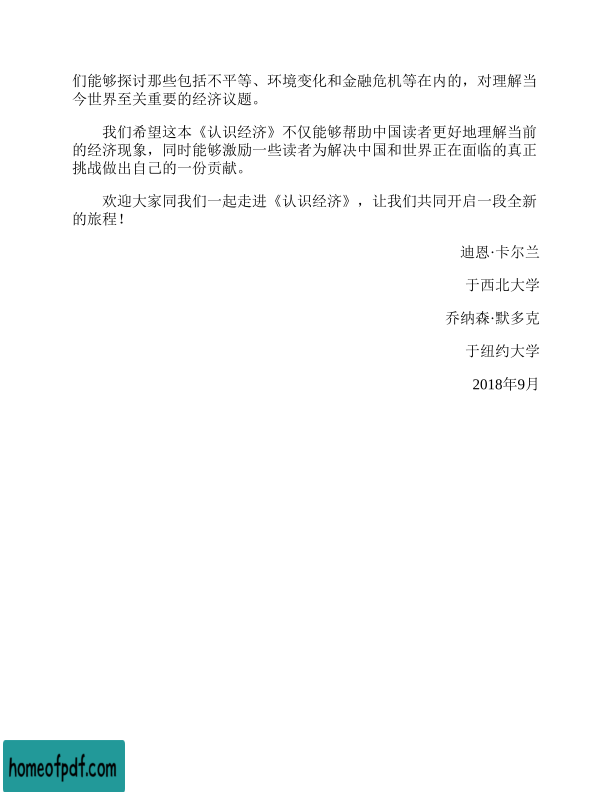 们能够探讨那些包括不平等、环境变化和金融危机等在内的，对理解当
今世界至关重要的经济议题。
我们希望这本《认识经济》不仅能够帮助中国读者更好地理解当前
的经济现象，同时能够激励一些读者为解决中国和世界正在面临的真正
挑战做出自己的一份贡献。
欢迎大家同我们一起走进《认识经济》，让我们共同开启一段全新
的旅程！
迪恩·卡尔兰
于西北大学
乔纳森·默多克
于纽约大学
2018年9月
homeofpdf.com